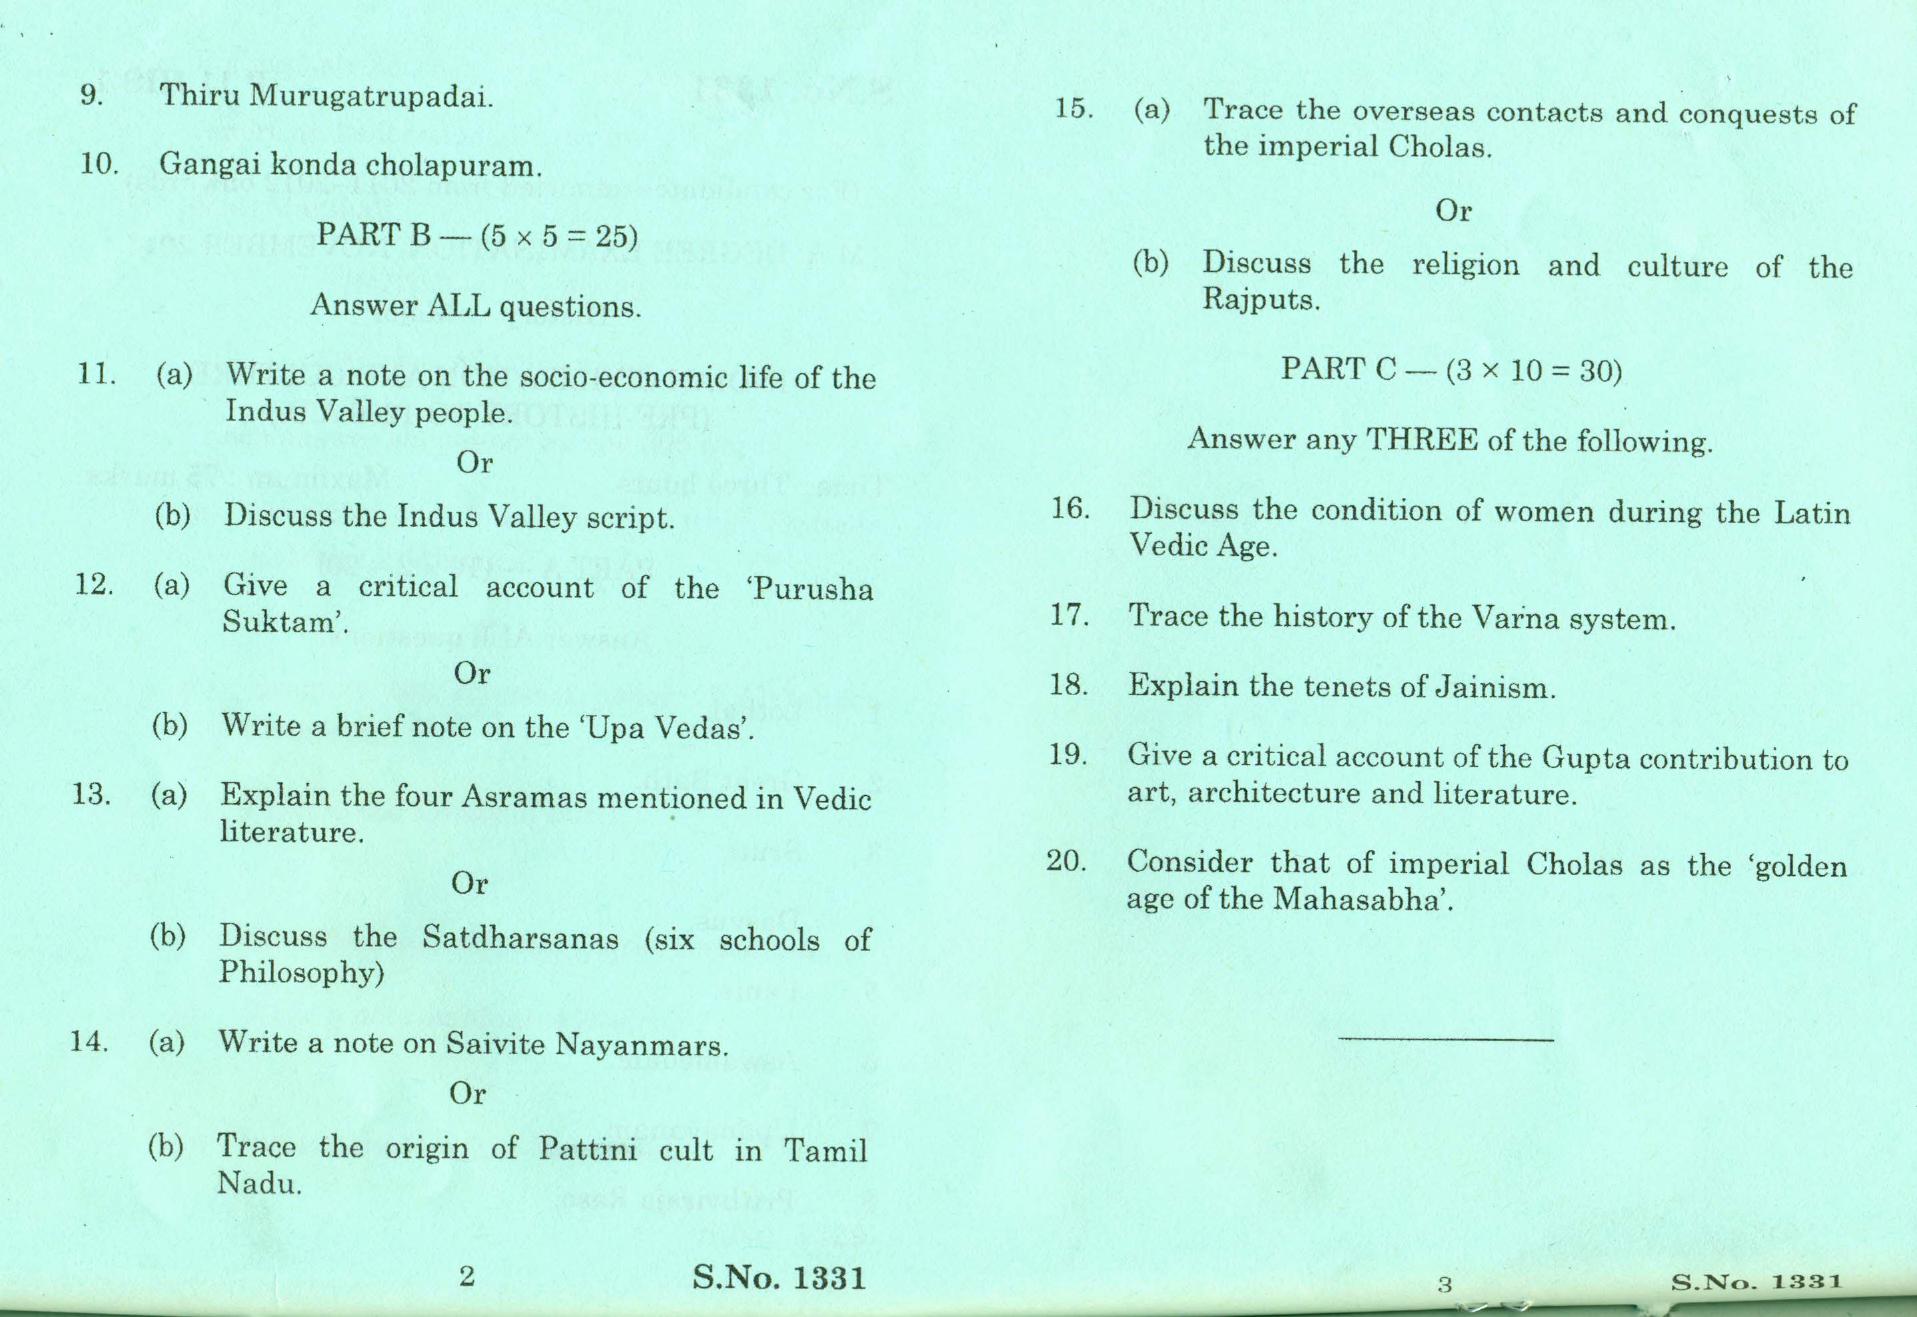 9. Thiru Murugatrupadai.
10. Gangai konda cholapuram.
PART B — (5 × 5 = 25)
Answer ALL questions.
11. (a) Write a note on the socio-economic life of the
Indus Valley people.
Or
(b) Discuss the Indus Valley script.
12. (a) Give a critical account of the ‘Purusha
Suktam’.
Or
(b) Write a brief note on the ‘Upa Vedas’.
13. (a) Explain the four Asramas mentioned in Vedic
literature.
Or
(b) Discuss the Satdharsanas (six schools of
Philosophy)
14. (a) Write a note on Saivite Nayanmars.
Or
(b) Trace the origin of Pattini cult in Tamil
Nadu.
2 S.No. 1331
15. (a) Trace the overseas contacts and conquests of
the imperial Cholas.
Or
(b) Discuss the religion and culture of the
Rajputs.
PART C — (3 × 10 = 30)
Answer any THREE of the following.
16. Discuss the condition of women during the Latin
Vedic Age.
17. Trace the history of the Varna system.
18. Explain the tenets of Jainism.
19. Give a critical account of the Gupta contribution to
art, architecture and literature.
20. Consider that of imperial Cholas as the ‘golden
age of the Mahasabha’.
3 S.No. 1331